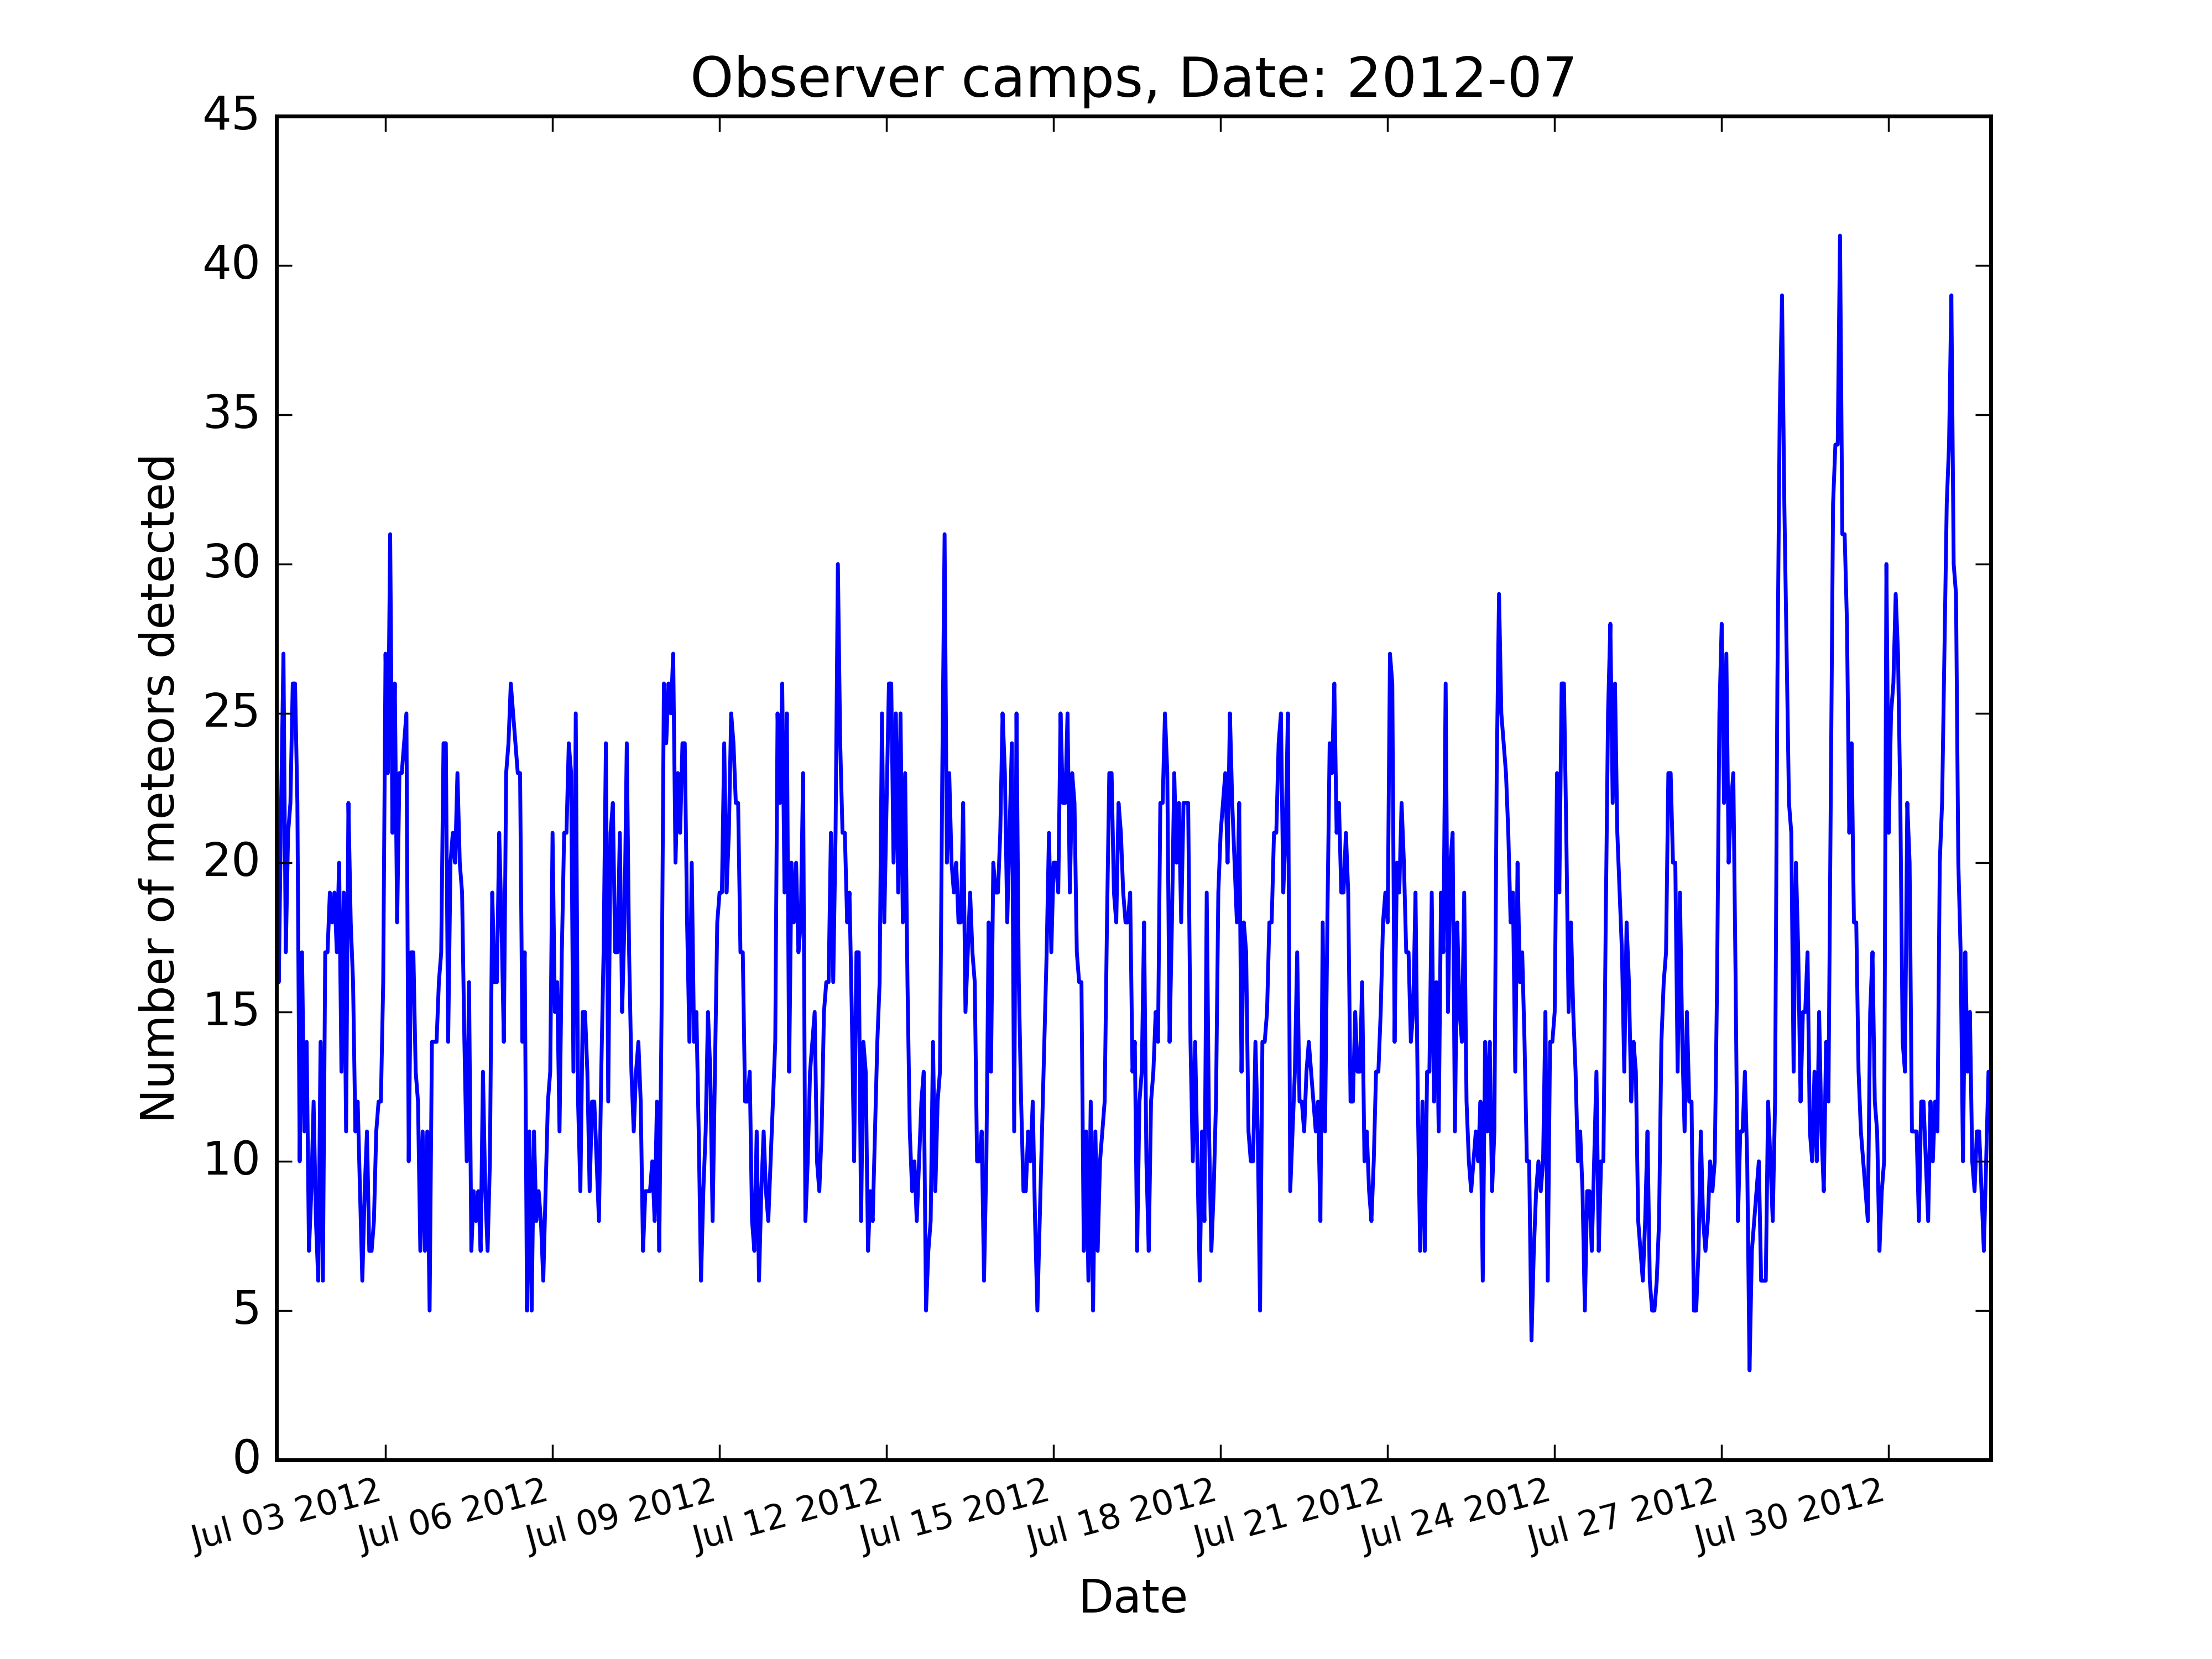 Observer camps, Date: 2012-07
45
40
35
30
25
20
15
10
5
0
Number of meteors detected
Jul 03 2012
Jul 06 2012
Jul 09 2012
Jul 12 2012
Jul 15 2012
Jul 18 2012
Jul 21 2012
Jul 24 2012
Jul 27 2012
Jul 30 2012
Date